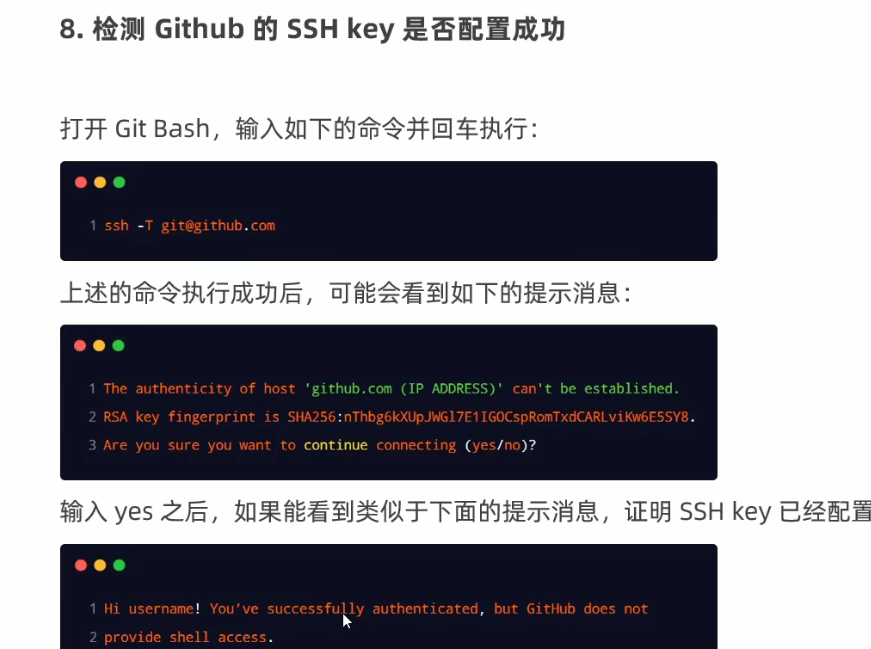 8. 检测 Github 的 SSH key 是否配置成功
打开 Git Bash，输入如下的命令并回车执行：
1 ssh -T git@github.com
上述的命令执行成功后，可能会看到如下的提示消息：
1 The authenticity of host 'github.com (IP ADDRESS)' can't be established.
2 RSA key fingerprint is SHA256:nThbg6kXUpJWGl7E1IGOCspRomTxdCARLviKw6E5SY8.
3 Are you sure you want to continue connecting (yes/no)?
输入 yes 之后，如果能看到类似于下面的提示消息，证明 SSH key 已经配置
1 Hi username! You've successfully authenticated, but GitHub does not
2 provide shell access.